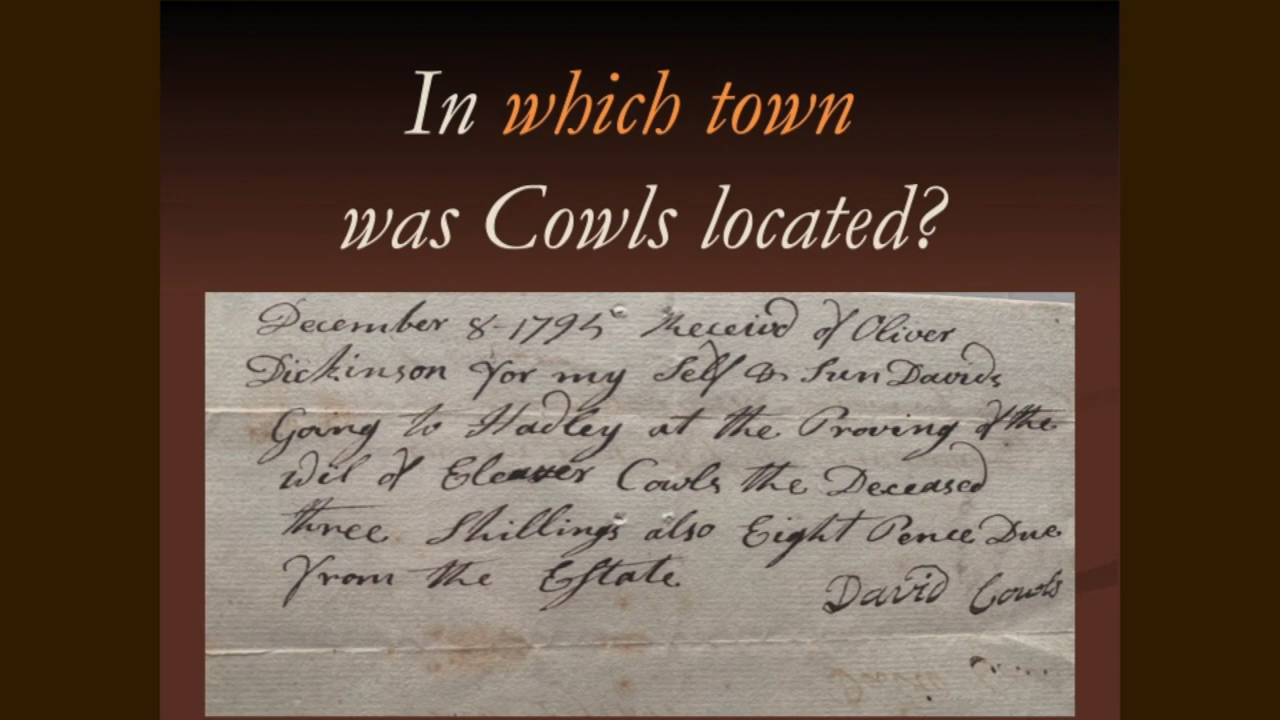 In which town
was Cowls located?
December 8-1795 Receivd of Oliver
Dickinson for my Self & Sun Davids
Going to Hadley at the Proving of the
Wil of Eleazer Cowls the Deceased
three Shillings also Eight Pence Due
From the Estate
David Cowls